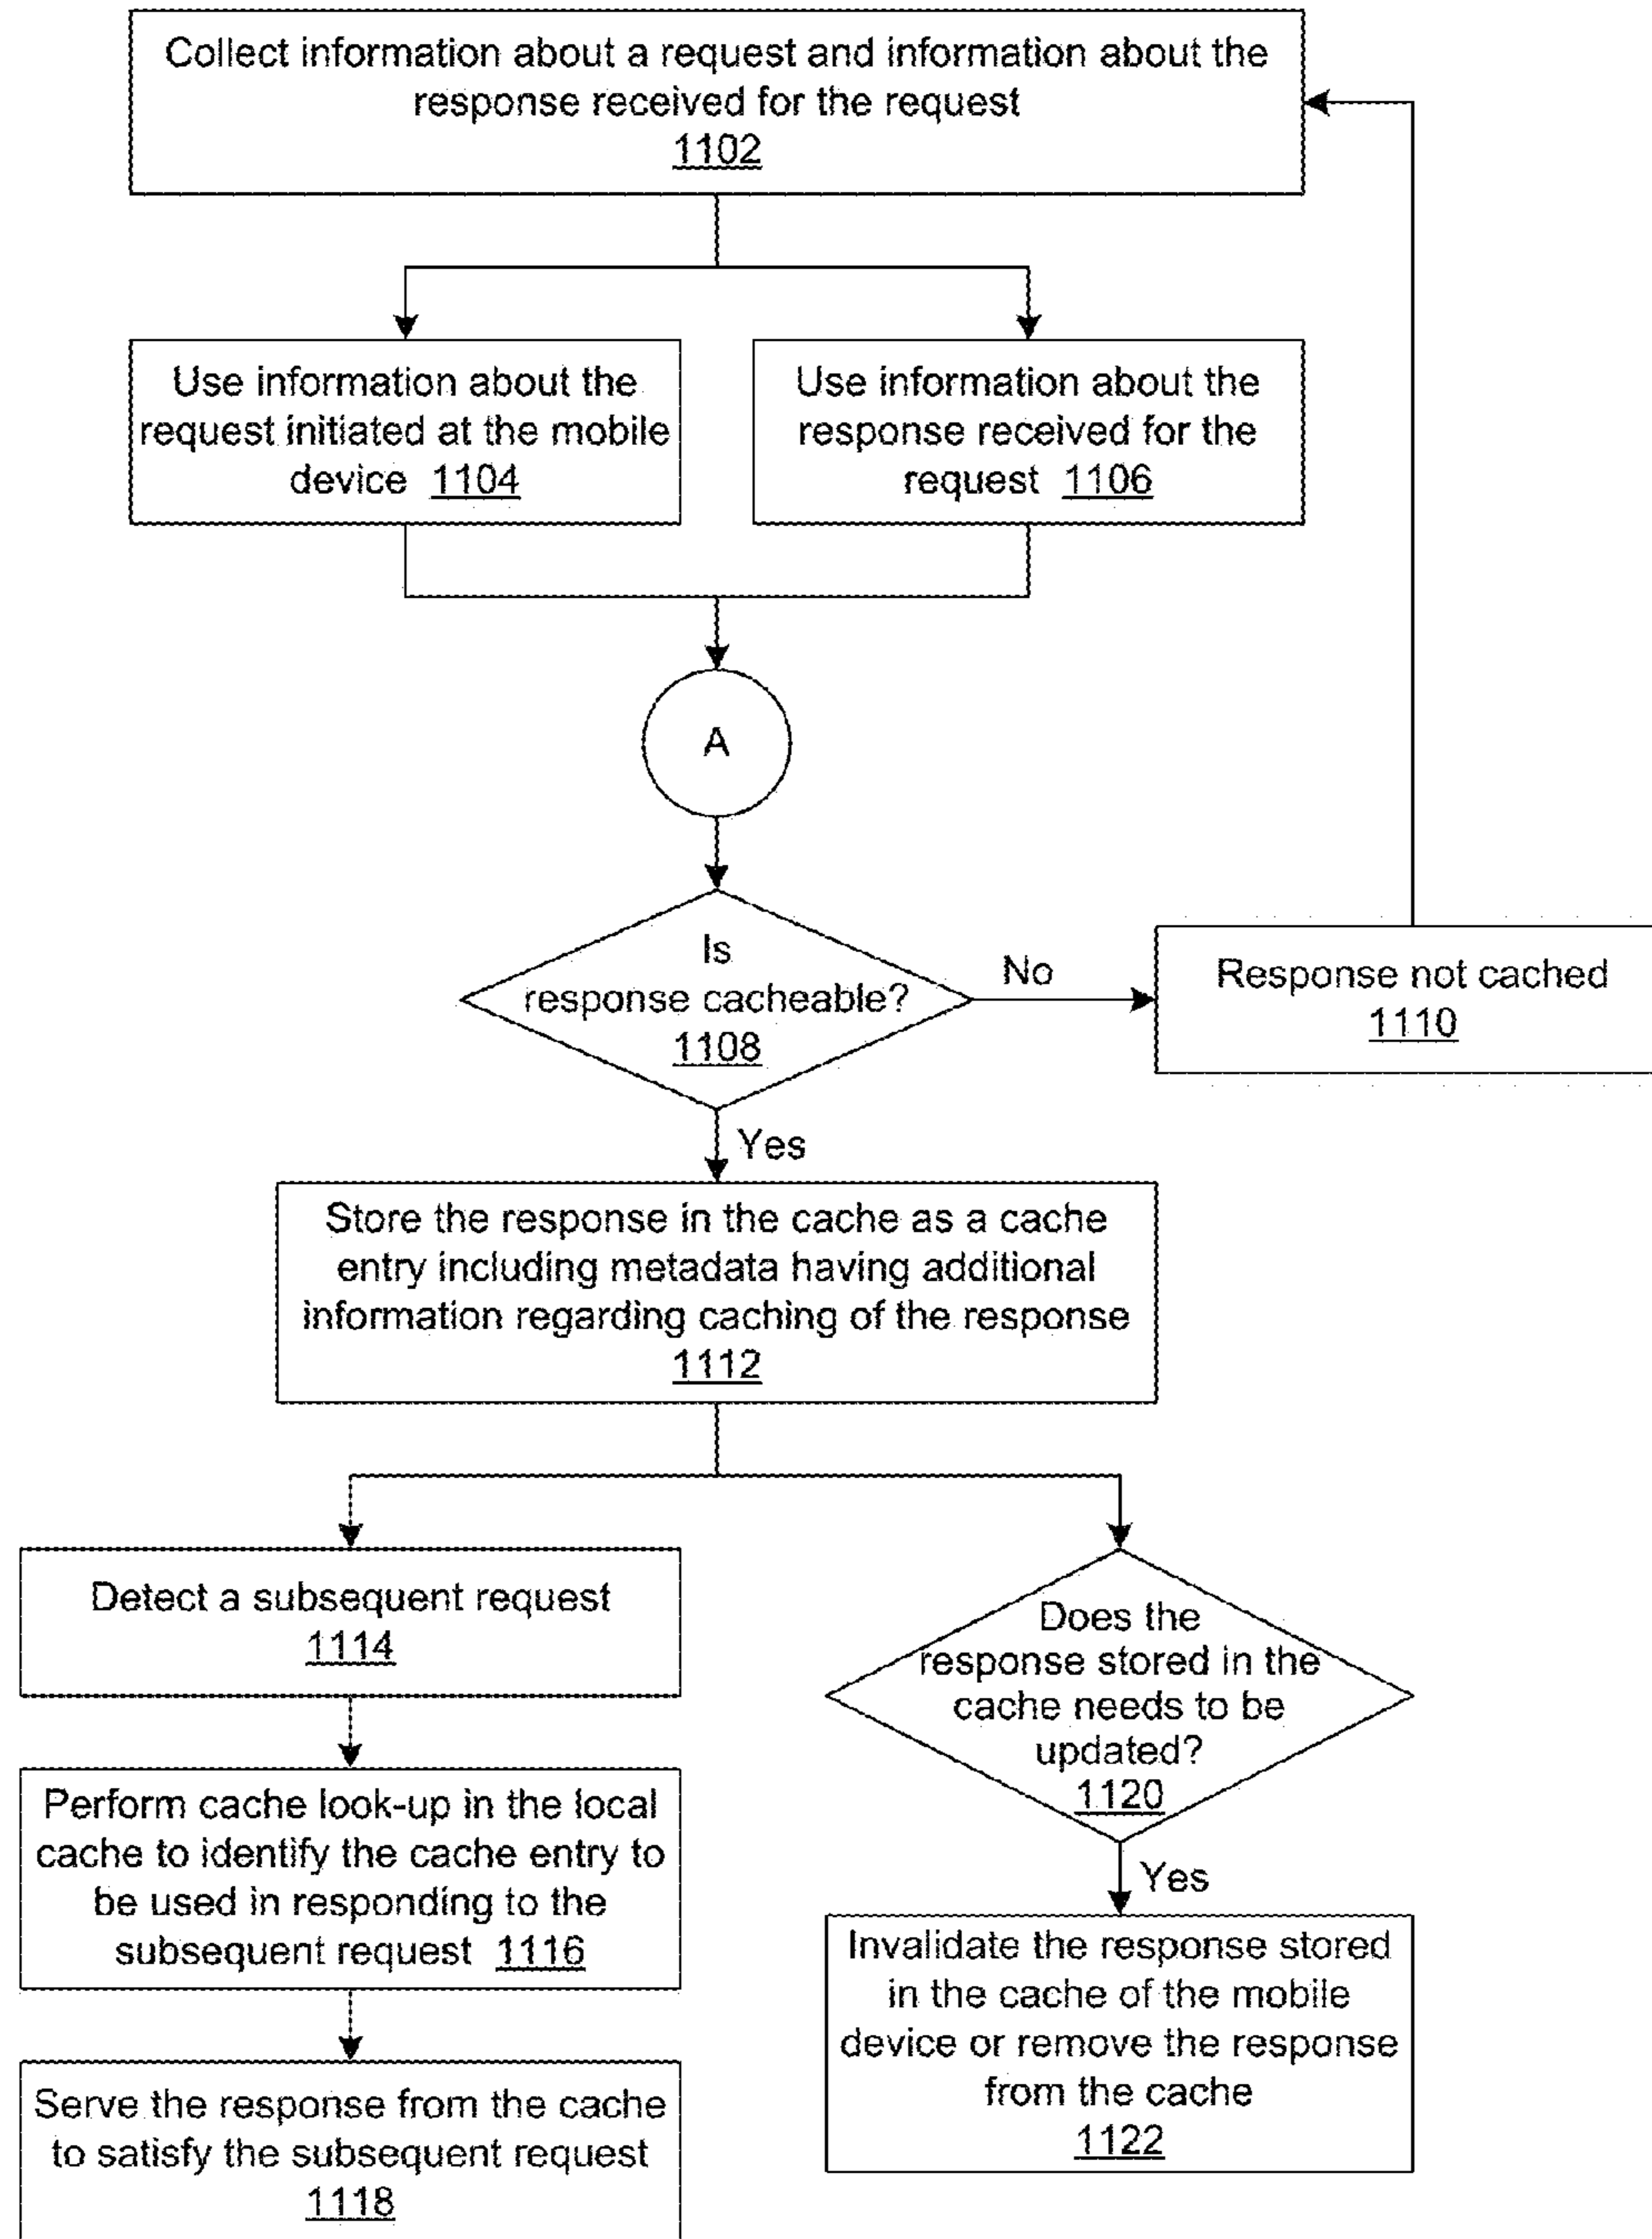 Collect information about a request and information about the
response received for the request
1102
Use information about the
request initiated at the mobile
device 1104
Use information about the
response received for the
request 1106
A
Is
response cacheable?
1108
No
Response not cached
1110
Yes
Store the response in the cache as a cache
entry including metadata having additional
information regarding caching of the response
1112
Detect a subsequent request
1114
Perform cache look-up in the local
cache to identify the cache entry to
be used in responding to the
subsequent request 1116
Serve the response from the cache
to satisfy the subsequent request
1118
Does the
response stored in the
cache needs to be
updated?
1120
Yes
Invalidate the response stored
in the cache of the mobile
device or remove the response
from the cache
1122